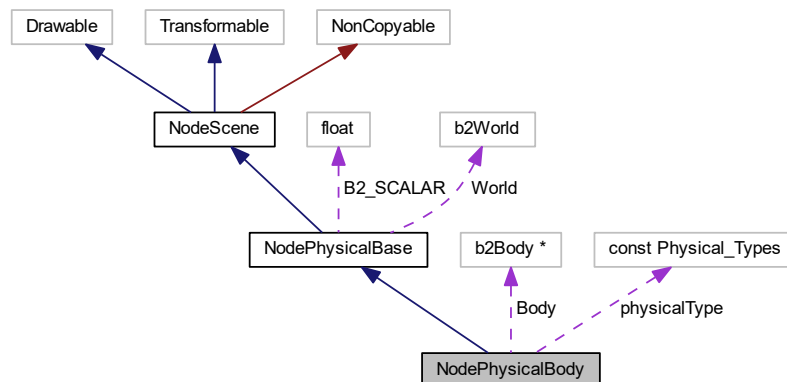 Drawable
Transformable
NonCopyable
NodeScene
float
b2World
B2_SCALAR
World
NodePhysicalBase
b2Body *
const Physical_Types
Body
physicalType
NodePhysicalBody